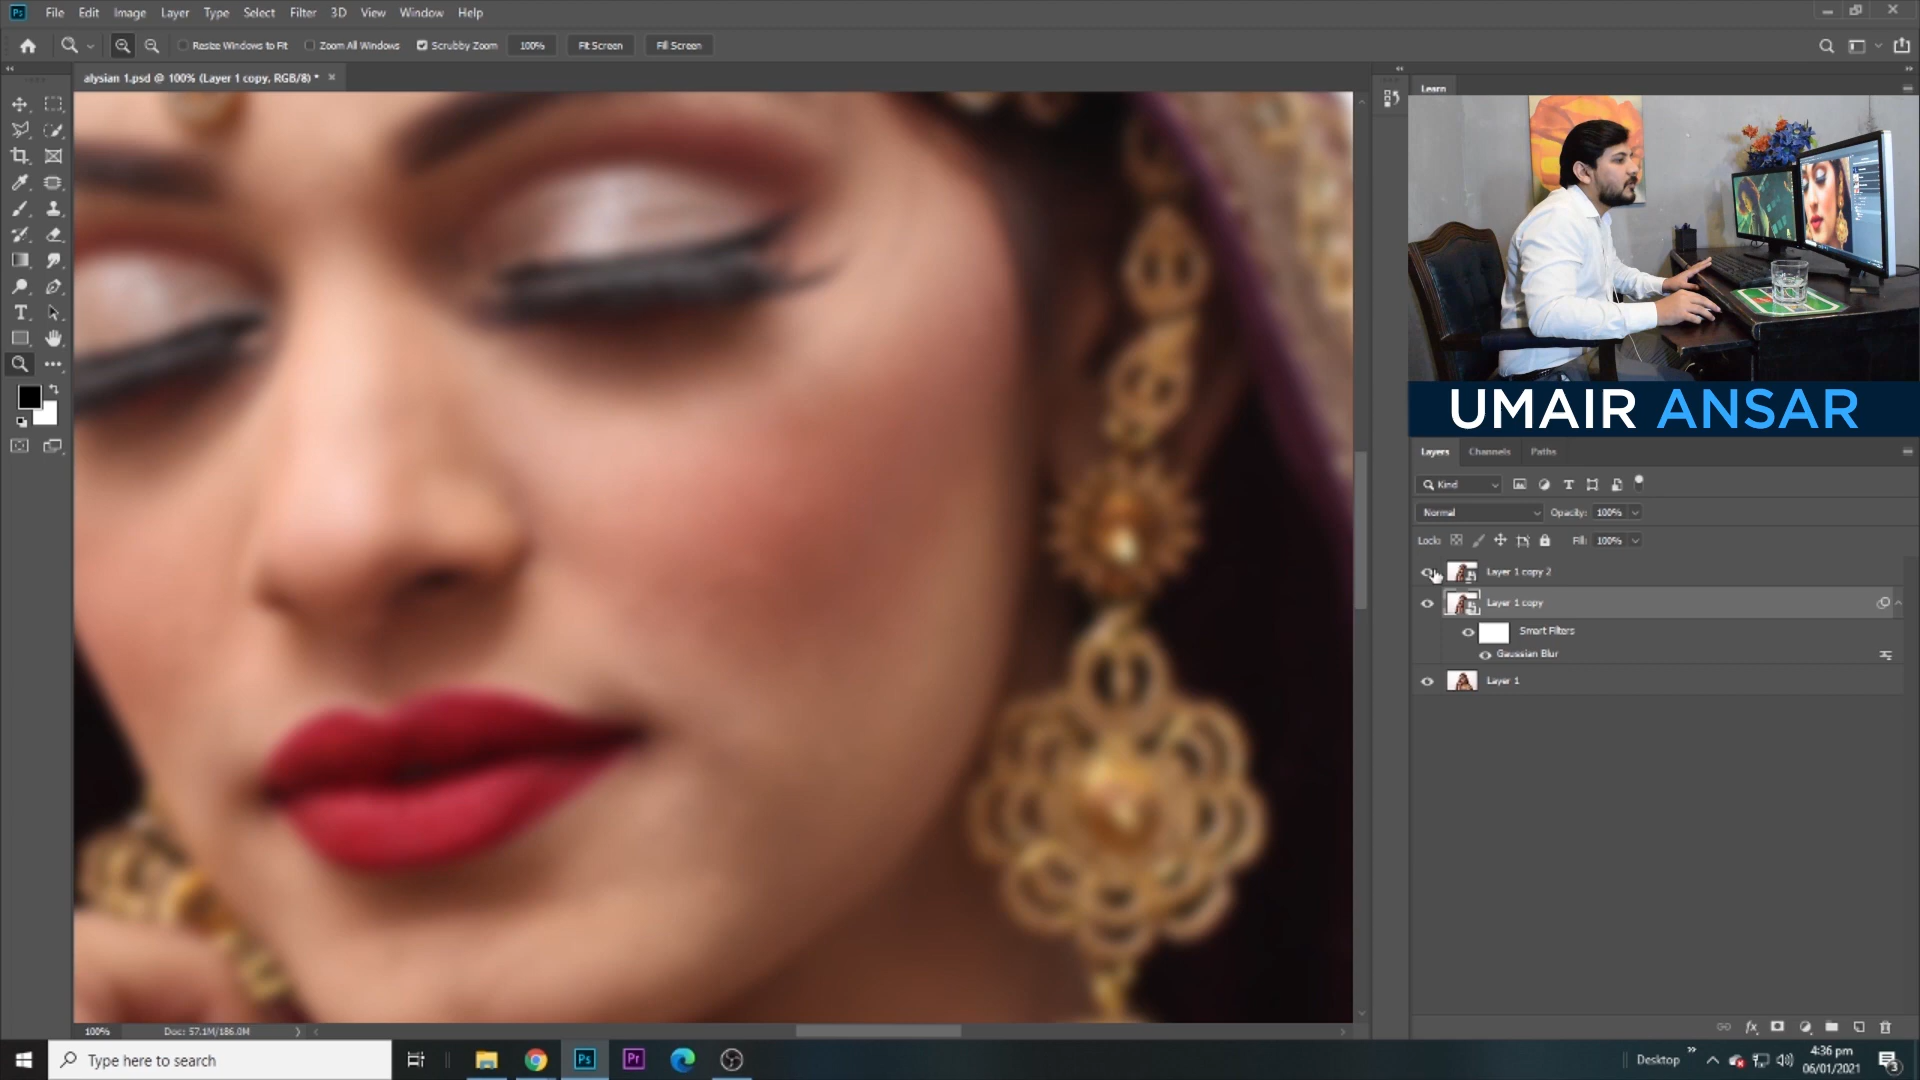 Ps File Edit Image Layer Type Select Filter 3D View Window Help
Resize Windows to Fit Zoom All Windows Scrubby Zoom 100% Fit Screen Fill Screen
alysian 1.psd @ 100% (Layer 1 copy, RGB/8) * ×
Learn
UMAIR ANSAR
Layers Channels Paths
Kind
Normal Opacity: 100%
Lock: Fill: 100%
Layer 1 copy 2
Layer 1 copy
Smart Filters
Gaussian Blur
Layer 1
100% Doc: 57.1M/186.0M
Type here to search Ps Pr Desktop 4:36 pm
06/01/2021 3